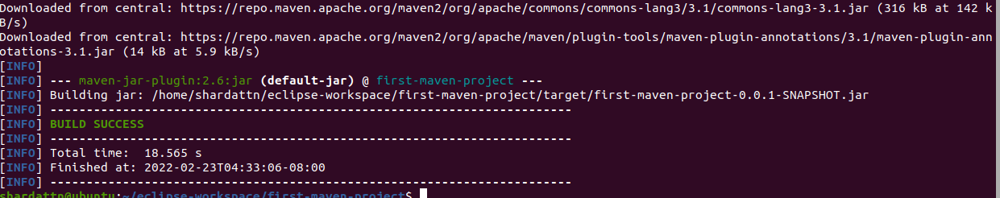 Downloaded from central: https://repo.maven.apache.org/maven2/org/apache/commons/commons-lang3/3.1/commons-lang3-3.1.jar (316 kB at 142 k
B/s)
Downloaded from central: https://repo.maven.apache.org/maven2/org/apache/maven/plugin-tools/maven-plugin-annotations/3.1/maven-plugin-ann
otations-3.1.jar (14 kB at 5.9 kB/s)
[INFO]
[INFO] --- maven-jar-plugin:2.6:jar (default-jar) @ first-maven-project ---
[INFO] Building jar: /home/shardattn/eclipse-workspace/first-maven-project/target/first-maven-project-0.0.1-SNAPSHOT.jar
[INFO] ------------------------------------------------------------------------
[INFO] BUILD SUCCESS
[INFO] ------------------------------------------------------------------------
[INFO] Total time:  18.565 s
[INFO] Finished at: 2022-02-23T04:33:06-08:00
[INFO] ------------------------------------------------------------------------
shardattn@ubuntu:~/eclipse-workspace/first-maven-project$